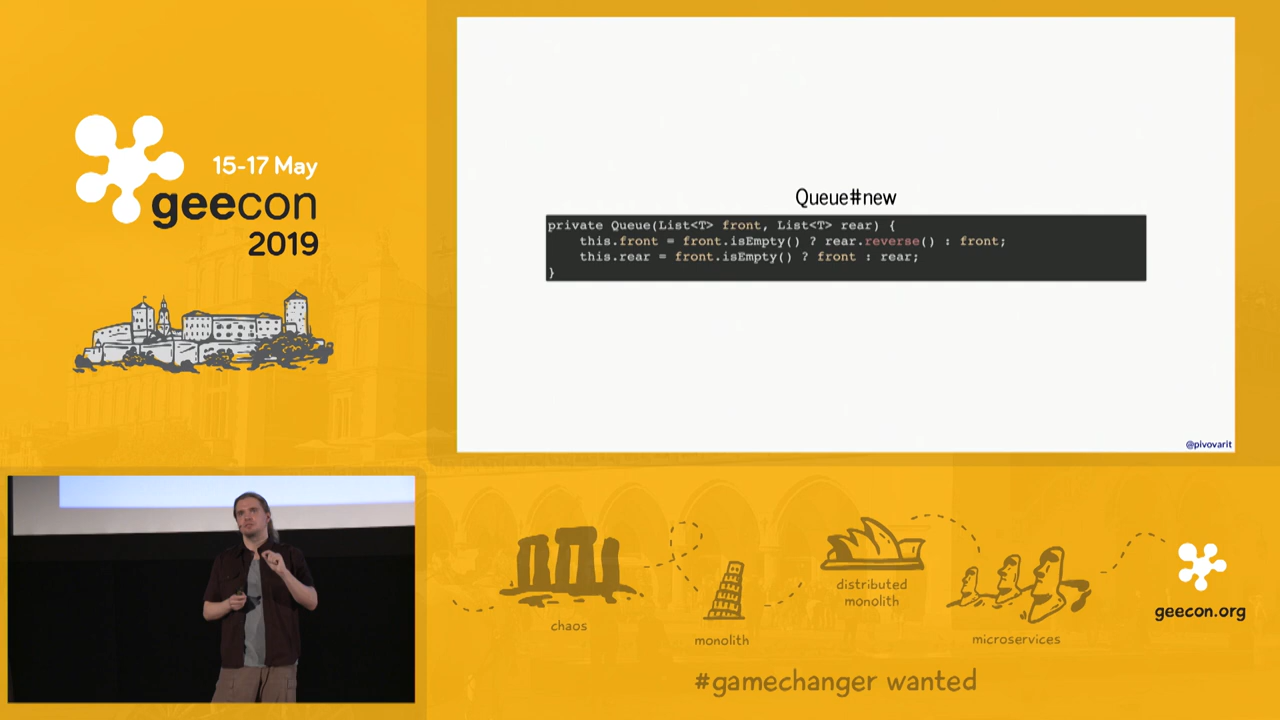 15-17 May
geecon
2019
Queue#new
private Queue(List<T> front, List<T> rear) {
    this.front = front.isEmpty() ? rear.reverse() : front;
    this.rear = front.isEmpty() ? front : rear;
}
@pivovarit
chaos
monolith
distributed
monolith
microservices
geecon.org
#gamechanger wanted